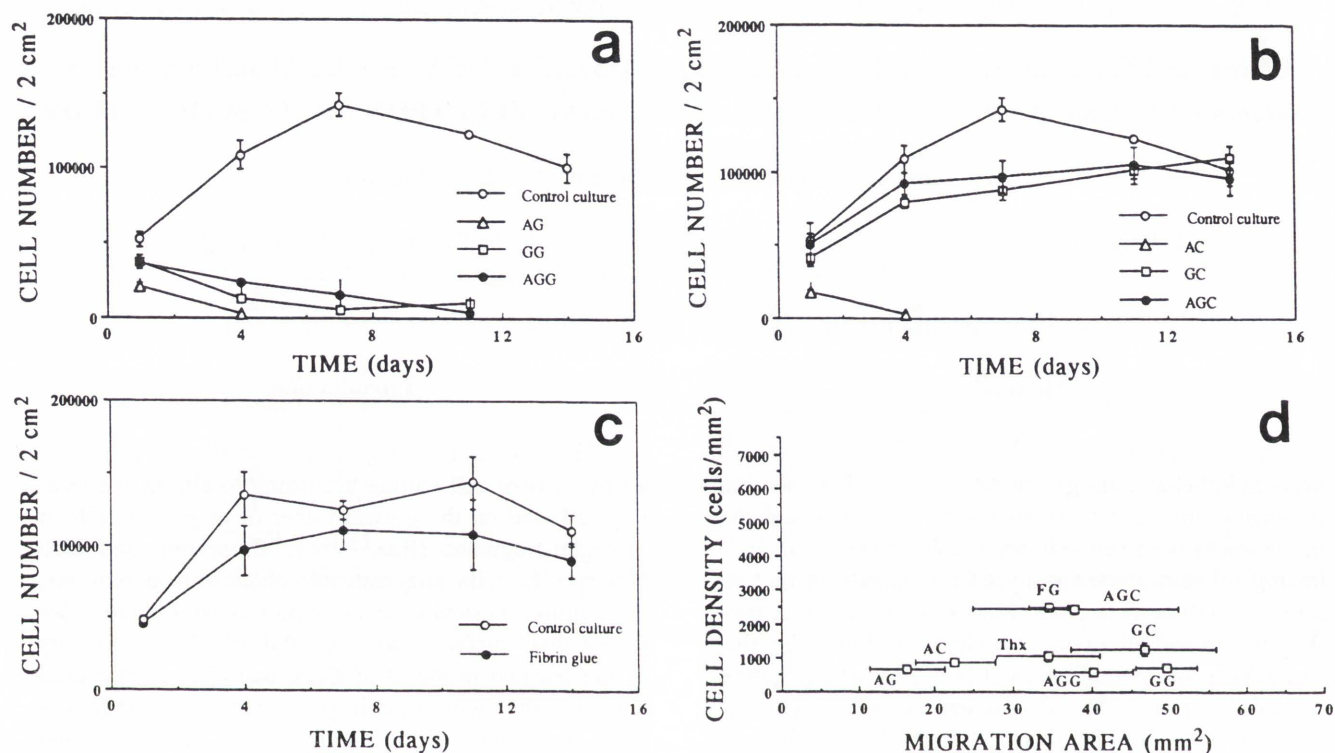 a
200000
100000
0
CELL NUMBER / 2 cm²
Control culture
AG
GG
AGG
0 4 8 12 16
TIME (days)
b
200000
100000
0
CELL NUMBER / 2 cm²
Control culture
AC
GC
AGC
0 4 8 12 16
TIME (days)
c
200000
100000
0
CELL NUMBER / 2 cm²
Control culture
Fibrin glue
0 4 8 12 16
TIME (days)
d
7000
6000
5000
4000
3000
2000
1000
0
CELL DENSITY (cells/mm²)
FG AGC
GC
AC Thx
AG AGG GG
10 20 30 40 50 60 70
MIGRATION AREA (mm²)